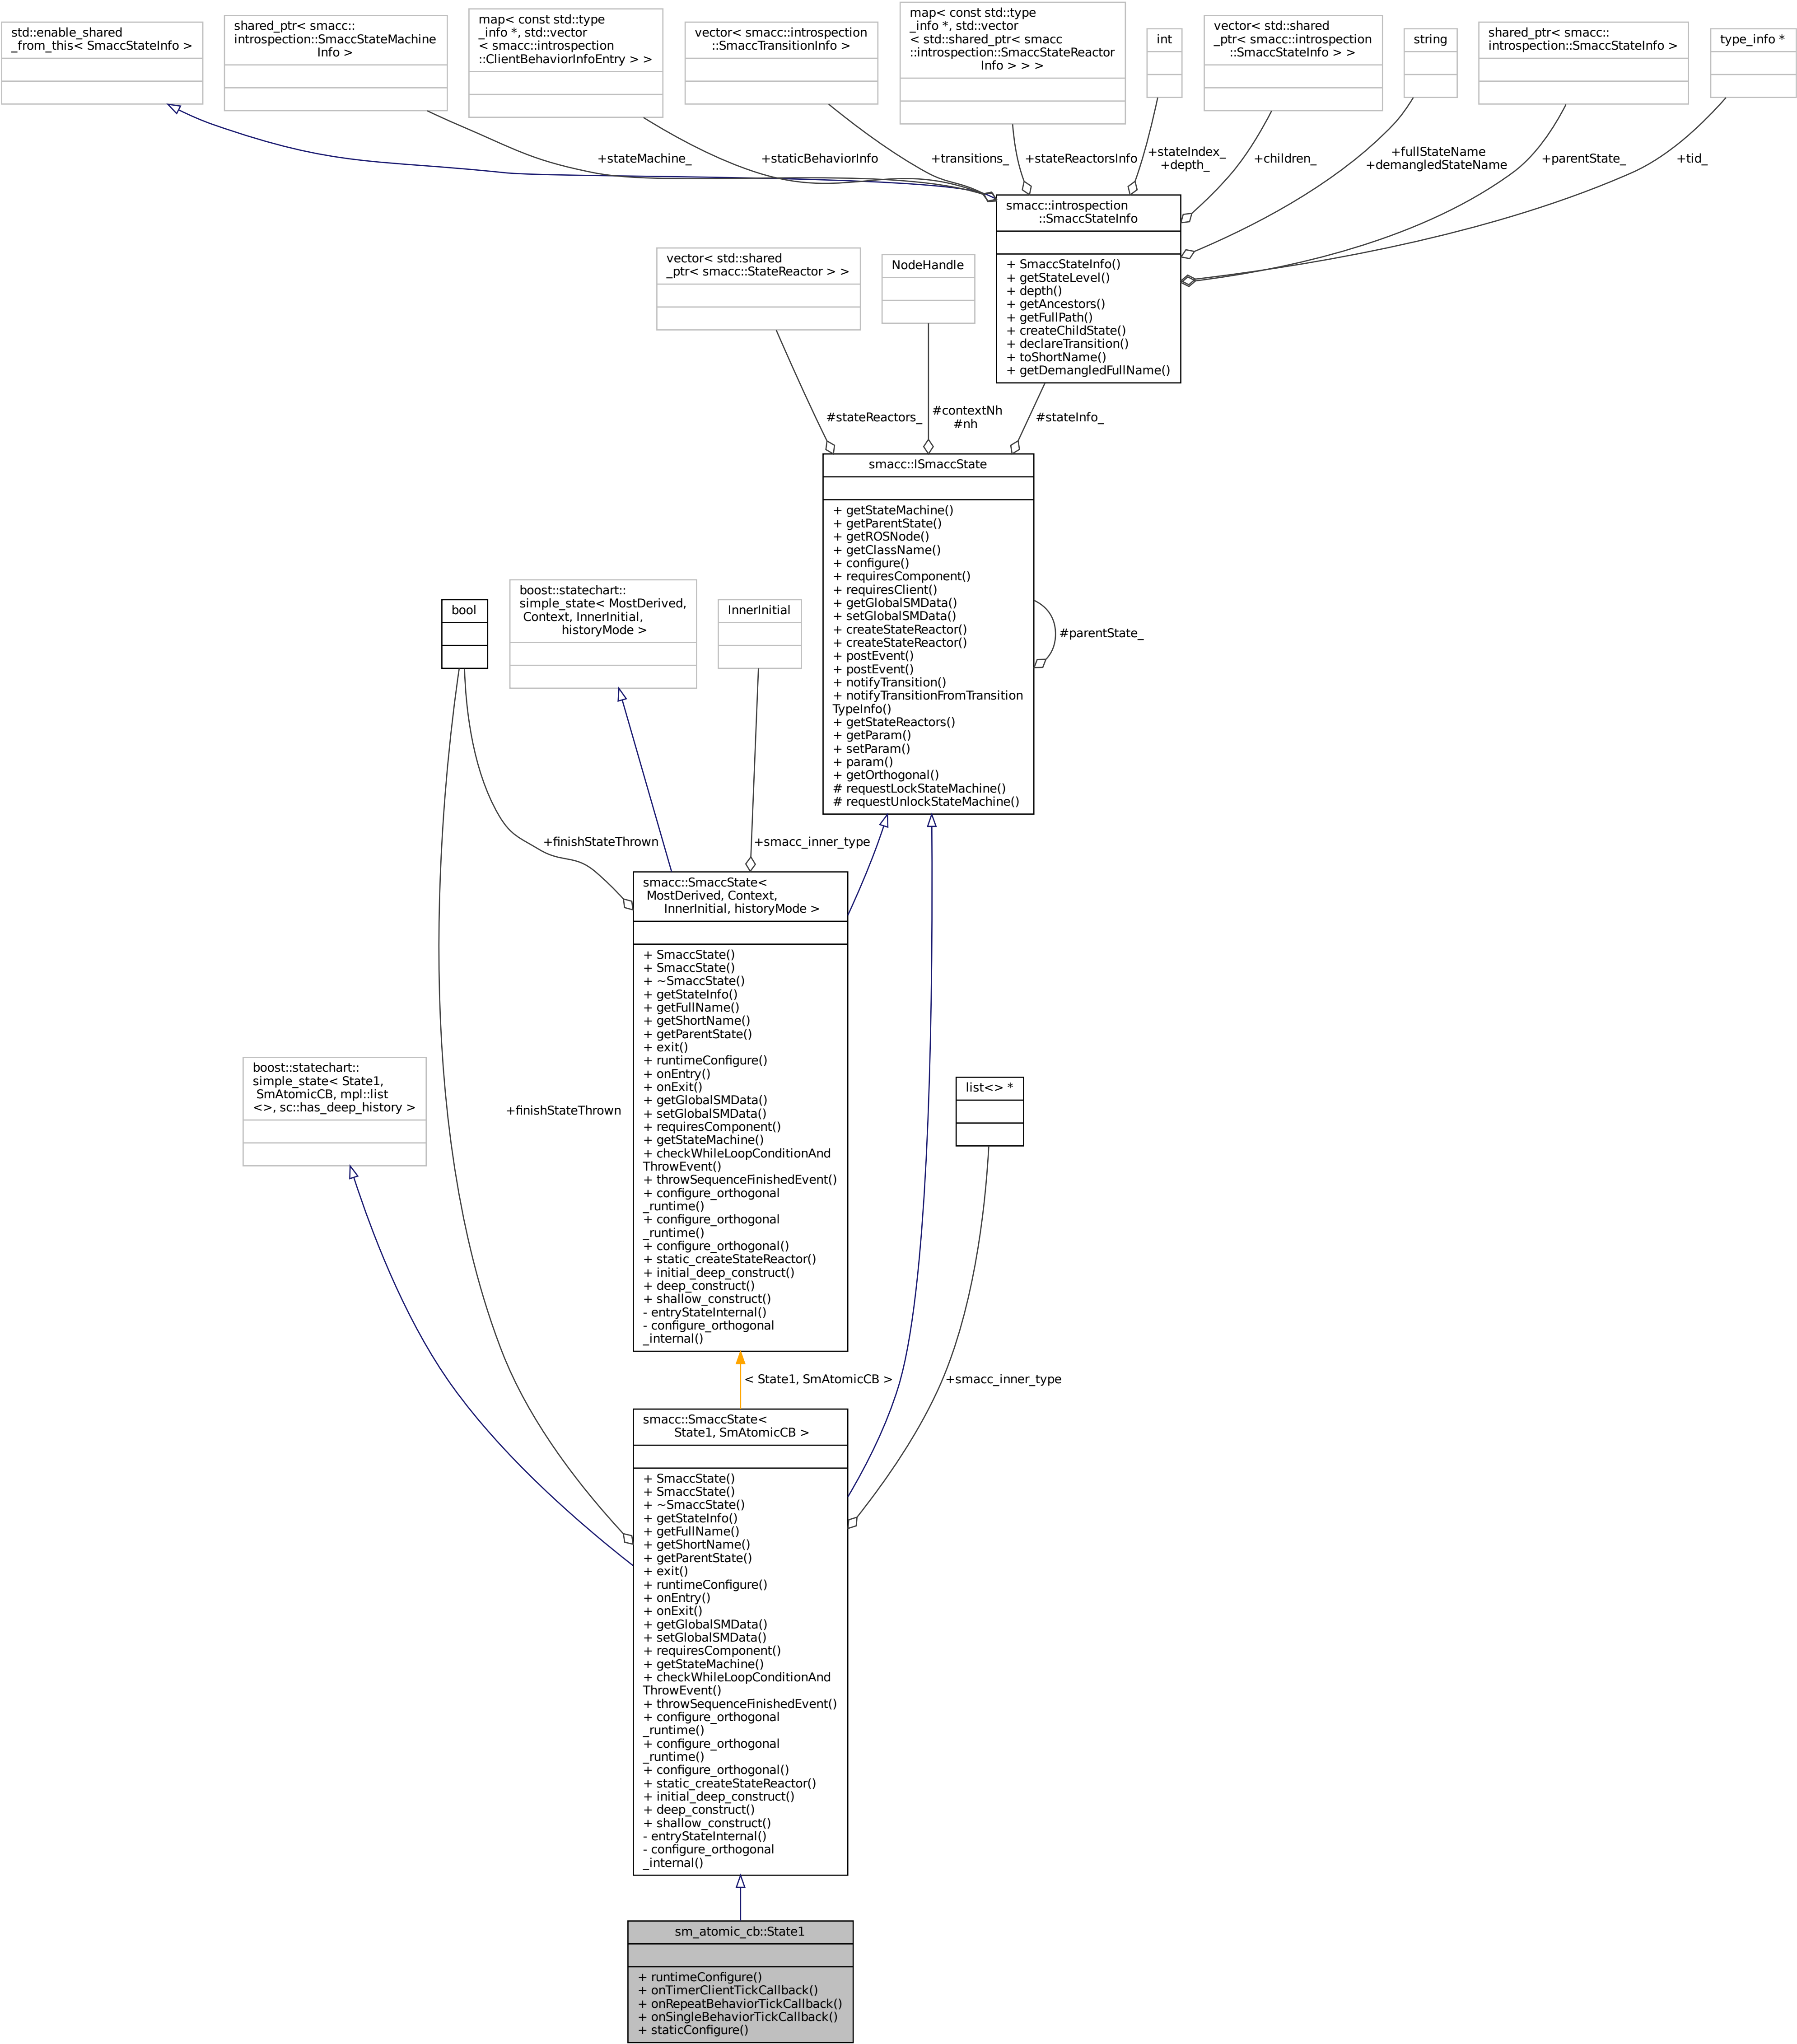 std::enable_shared
_from_this< SmaccStateInfo >
shared_ptr< smacc::
introspection::SmaccStateMachine
Info >
map< const std::type
_info *, std::vector
< smacc::introspection
::ClientBehaviorInfoEntry > >
vector< smacc::introspection
::SmaccTransitionInfo >
map< const std::type
_info *, std::vector
< std::shared_ptr< smacc
::introspection::SmaccStateReactor
Info > > >
int
vector< std::shared
_ptr< smacc::introspection
::SmaccStateInfo > >
string
shared_ptr< smacc::
introspection::SmaccStateInfo >
type_info *
+stateMachine_
+staticBehaviorInfo
+transitions_
+stateReactorsInfo
+stateIndex_
+depth_
+children_
+fullStateName
+demangledStateName
+parentState_
+tid_
smacc::introspection
::SmaccStateInfo
+ SmaccStateInfo()
+ getStateLevel()
+ depth()
+ getAncestors()
+ getFullPath()
+ createChildState()
+ declareTransition()
+ toShortName()
+ getDemangledFullName()
vector< std::shared
_ptr< smacc::StateReactor > >
NodeHandle
#stateReactors_
#contextNh
#nh
#stateInfo_
smacc::ISmaccState
+ getStateMachine()
+ getParentState()
+ getROSNode()
+ getClassName()
+ configure()
+ requiresComponent()
+ requiresClient()
+ getGlobalSMData()
+ setGlobalSMData()
+ createStateReactor()
+ createStateReactor()
+ postEvent()
+ postEvent()
+ notifyTransition()
+ notifyTransitionFromTransition
TypeInfo()
+ getStateReactors()
+ getParam()
+ setParam()
+ param()
+ getOrthogonal()
# requestLockStateMachine()
# requestUnlockStateMachine()
#parentState_
bool
boost::statechart::
simple_state< MostDerived,
Context, InnerInitial,
historyMode >
InnerInitial
+finishStateThrown
+smacc_inner_type
smacc::SmaccState<
MostDerived, Context,
InnerInitial, historyMode >
+ SmaccState()
+ SmaccState()
+ ~SmaccState()
+ getStateInfo()
+ getFullName()
+ getShortName()
+ getParentState()
+ exit()
+ runtimeConfigure()
+ onEntry()
+ onExit()
+ getGlobalSMData()
+ setGlobalSMData()
+ requiresComponent()
+ getStateMachine()
+ checkWhileLoopConditionAnd
ThrowEvent()
+ throwSequenceFinishedEvent()
+ configure_orthogonal
_runtime()
+ configure_orthogonal
_runtime()
+ configure_orthogonal()
+ static_createStateReactor()
+ initial_deep_construct()
+ deep_construct()
+ shallow_construct()
- entryStateInternal()
- configure_orthogonal
_internal()
boost::statechart::
simple_state< State1,
SmAtomicCB, mpl::list
<>, sc::has_deep_history >
+finishStateThrown
list<> *
< State1, SmAtomicCB >
+smacc_inner_type
smacc::SmaccState<
State1, SmAtomicCB >
+ SmaccState()
+ SmaccState()
+ ~SmaccState()
+ getStateInfo()
+ getFullName()
+ getShortName()
+ getParentState()
+ exit()
+ runtimeConfigure()
+ onEntry()
+ onExit()
+ getGlobalSMData()
+ setGlobalSMData()
+ requiresComponent()
+ getStateMachine()
+ checkWhileLoopConditionAnd
ThrowEvent()
+ throwSequenceFinishedEvent()
+ configure_orthogonal
_runtime()
+ configure_orthogonal
_runtime()
+ configure_orthogonal()
+ static_createStateReactor()
+ initial_deep_construct()
+ deep_construct()
+ shallow_construct()
- entryStateInternal()
- configure_orthogonal
_internal()
sm_atomic_cb::State1
+ runtimeConfigure()
+ onTimerClientTickCallback()
+ onRepeatBehaviorTickCallback()
+ onSingleBehaviorTickCallback()
+ staticConfigure()